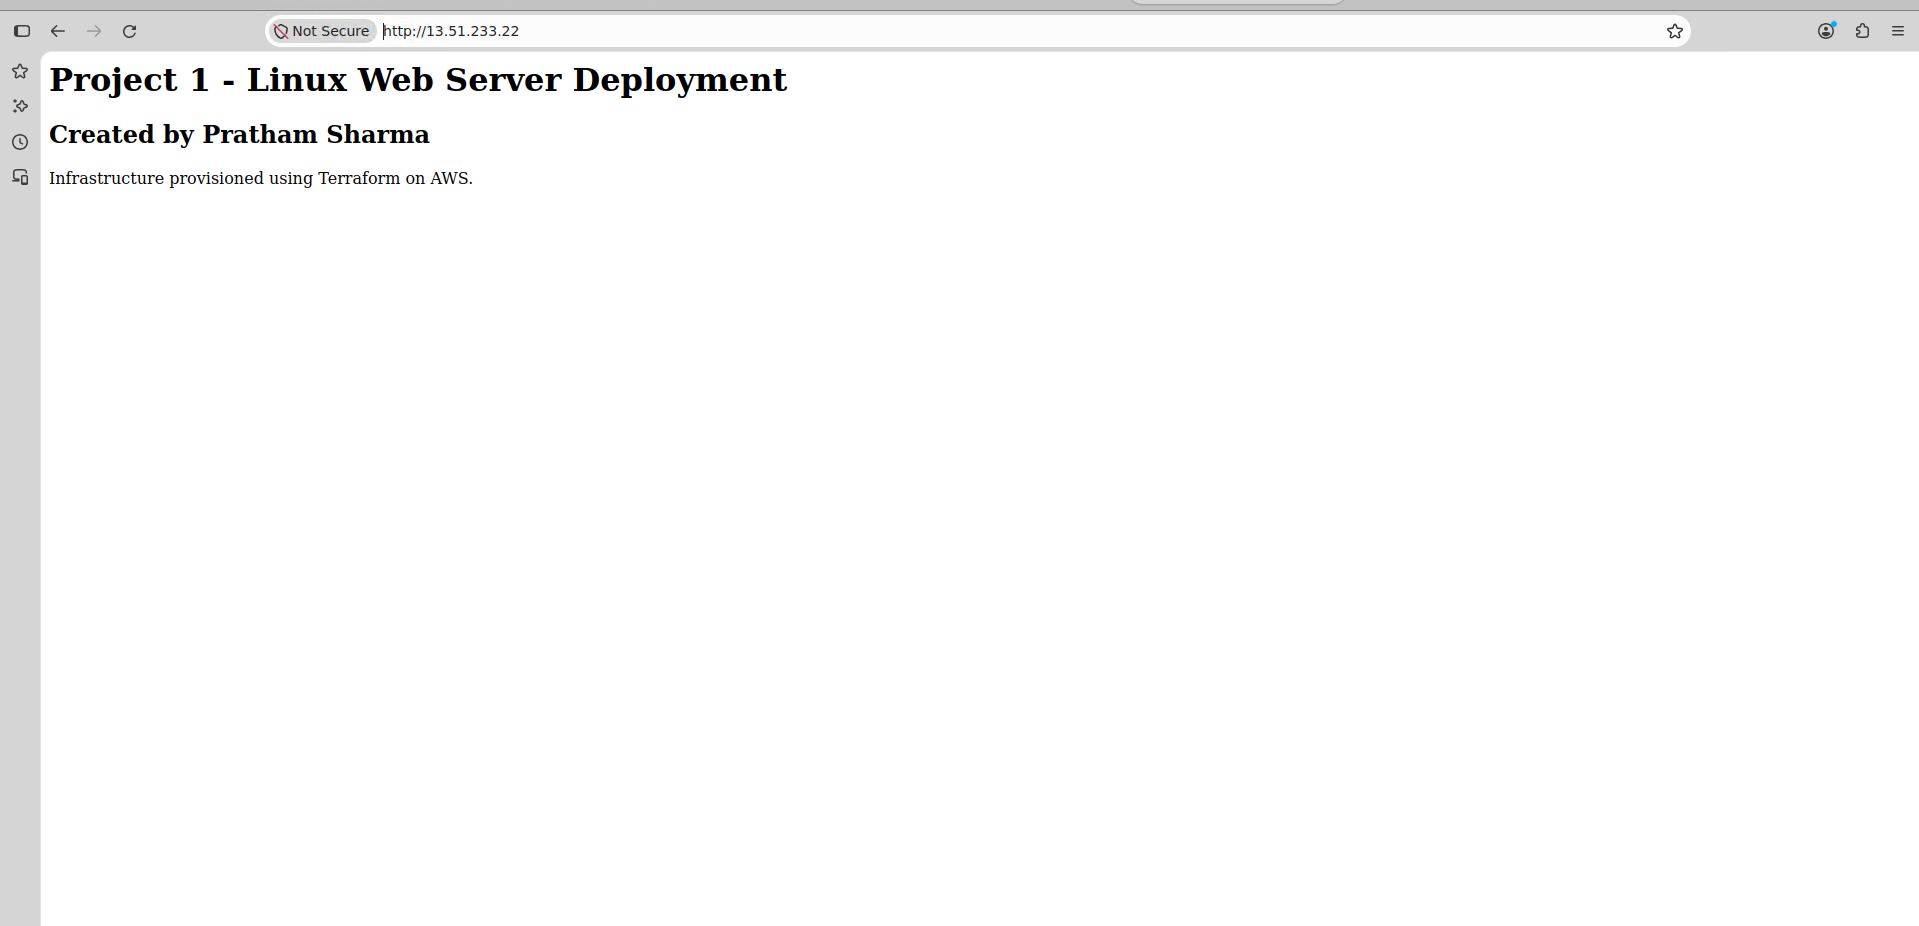 Not Secure http://13.51.233.22
Project 1 - Linux Web Server Deployment
Created by Pratham Sharma
Infrastructure provisioned using Terraform on AWS.